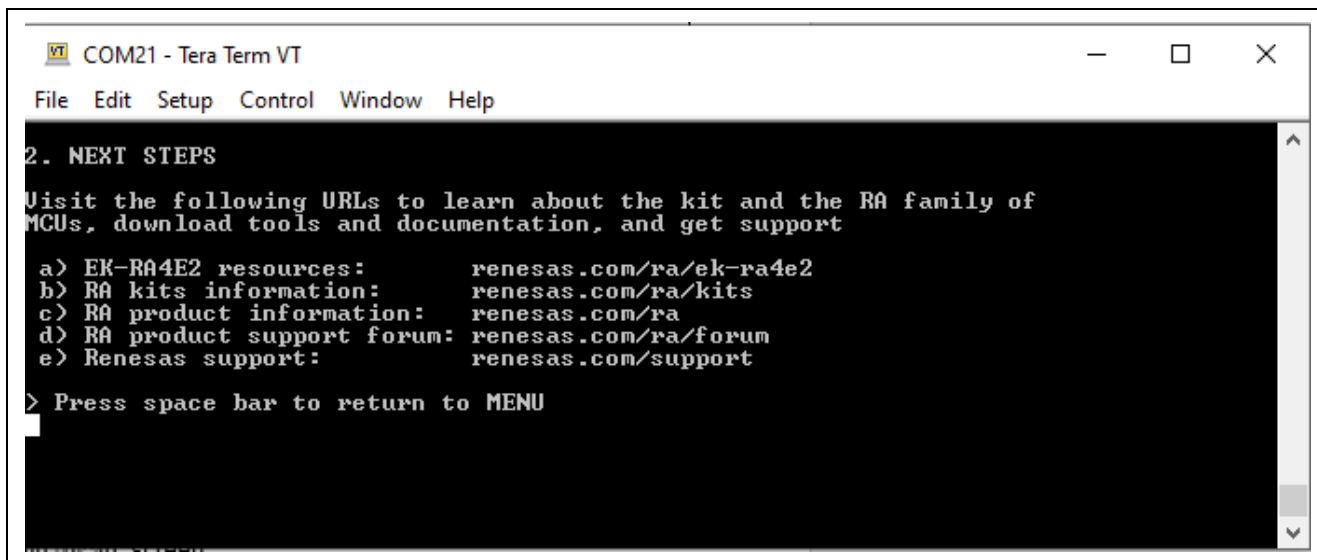 COM21 - Tera Term VT
File Edit Setup Control Window Help
2. NEXT STEPS
Visit the following URLs to learn about the kit and the RA family of
MCUs, download tools and documentation, and get support
a) EK-RA4E2 resources: renesas.com/ra/ek-ra4e2
b) RA kits information: renesas.com/ra/kits
c) RA product information: renesas.com/ra
d) RA product support forum: renesas.com/ra/forum
e) Renesas support: renesas.com/support
> Press space bar to return to MENU